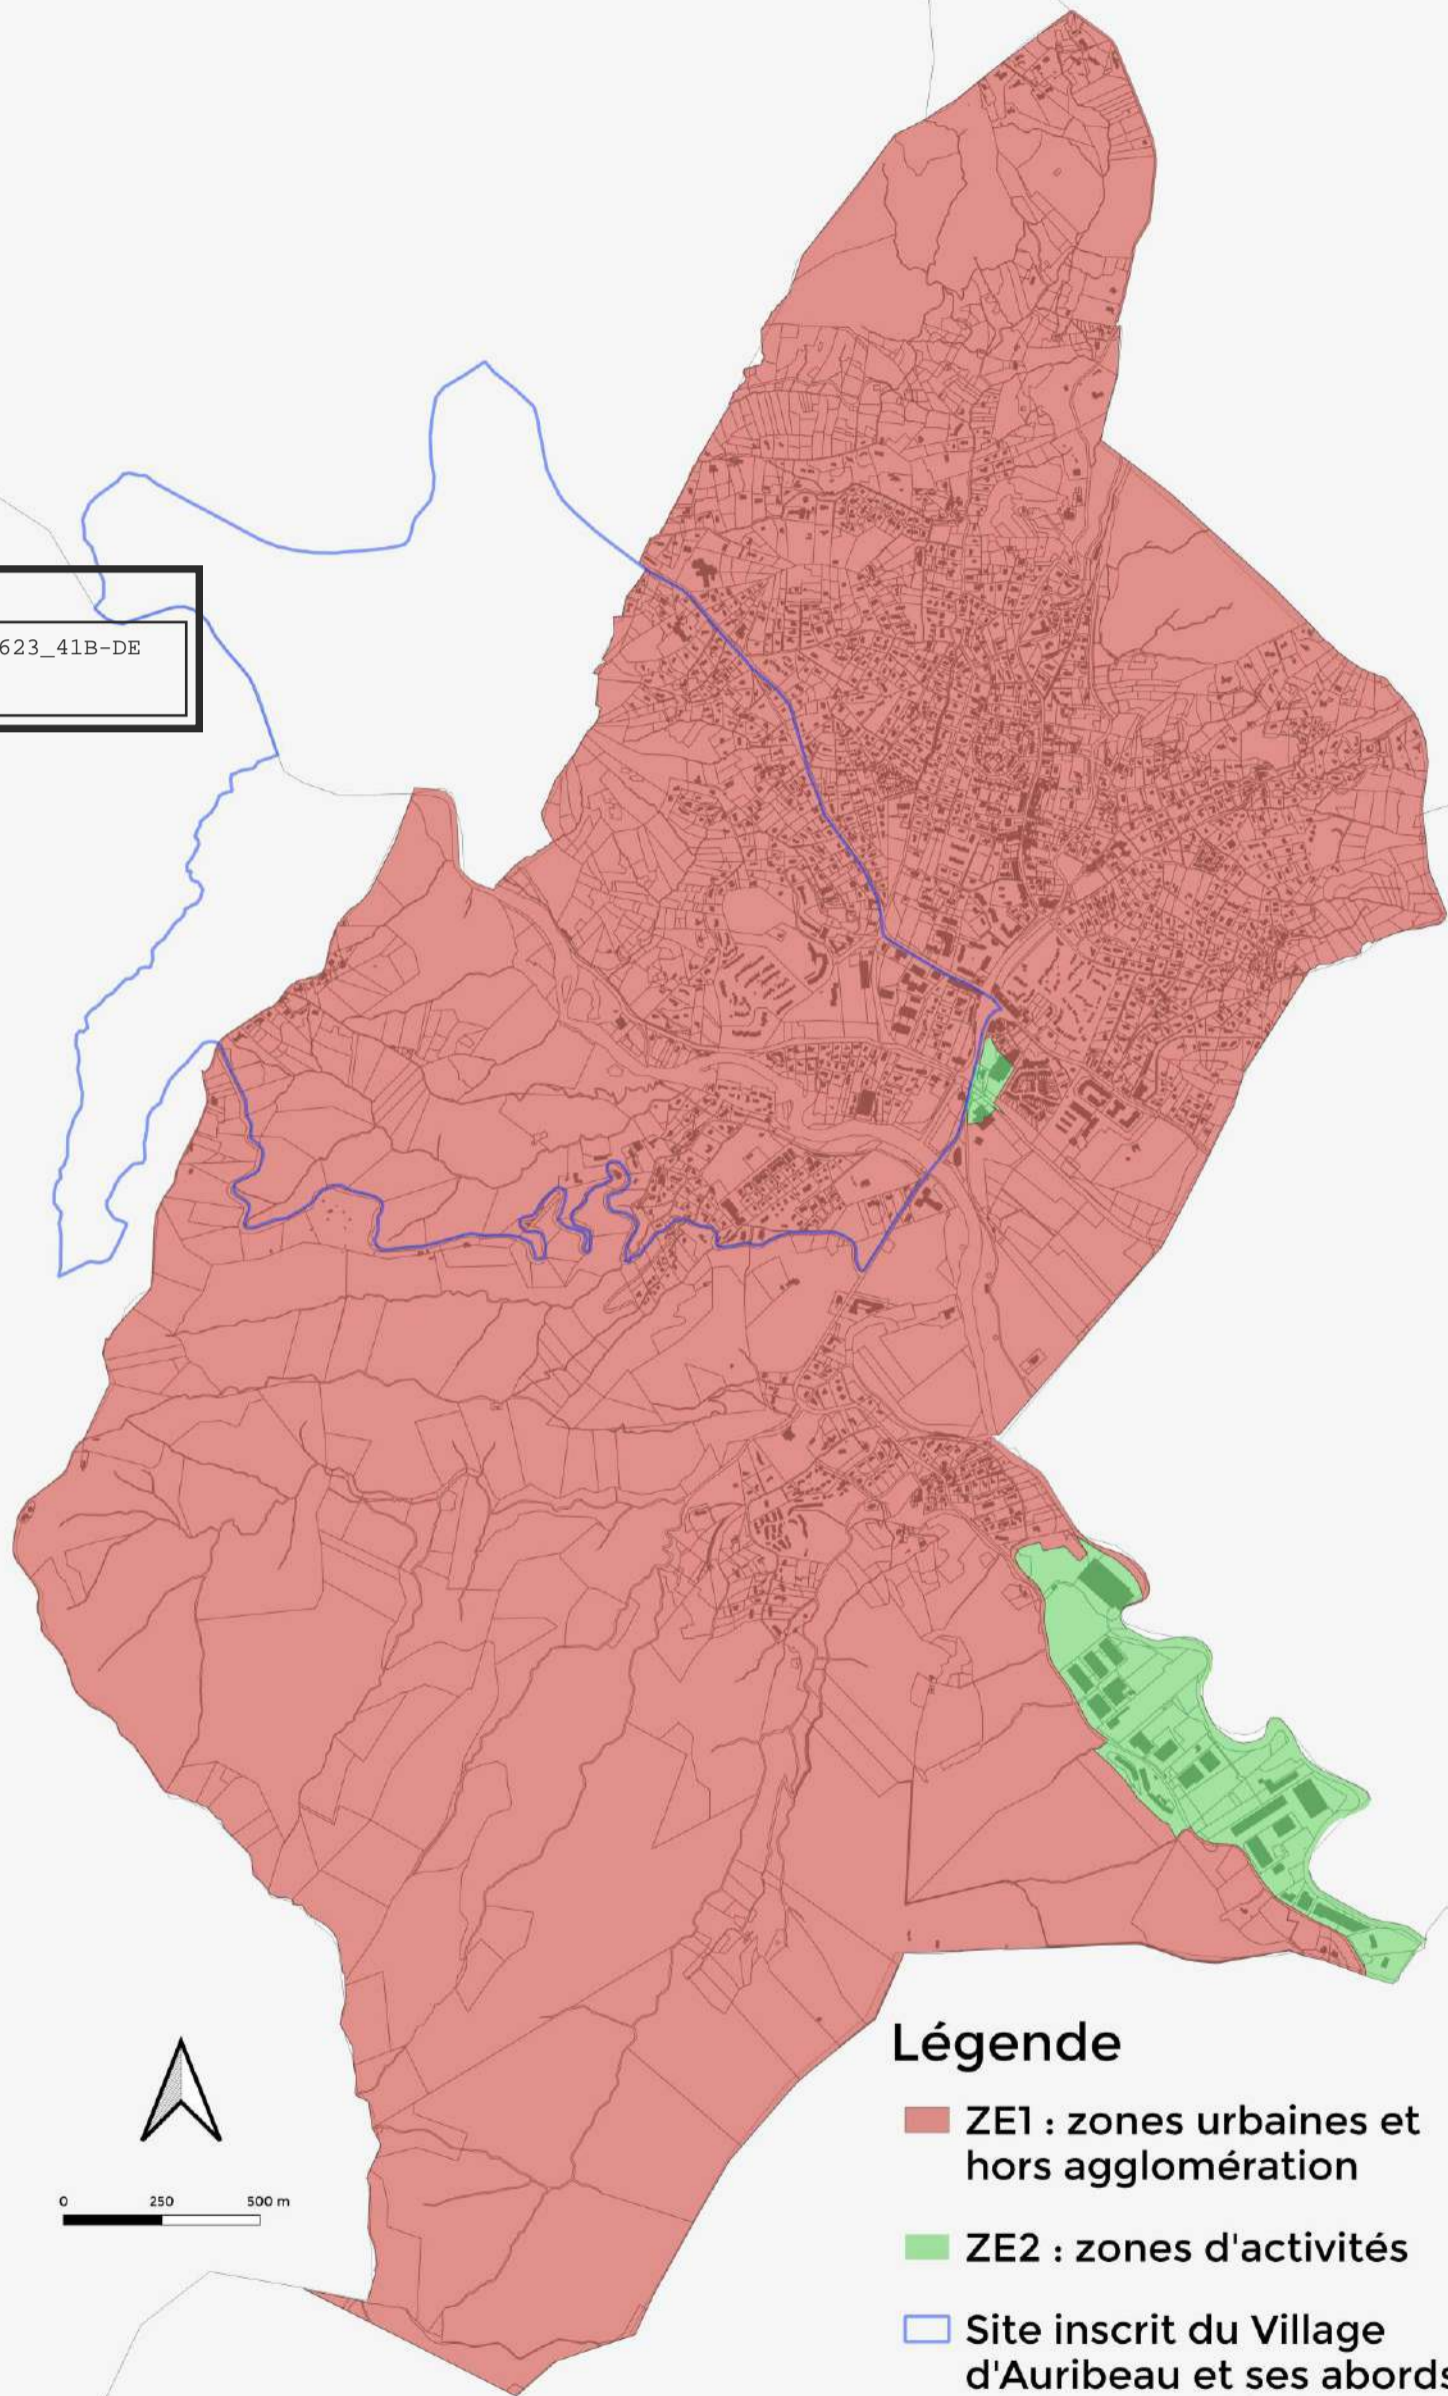 623_41B-DE
Légende
ZE1 : zones urbaines et
hors agglomération
0 250 500 m
ZE2 : zones d'activités
Site inscrit du Village
d'Auribeau et ses abords